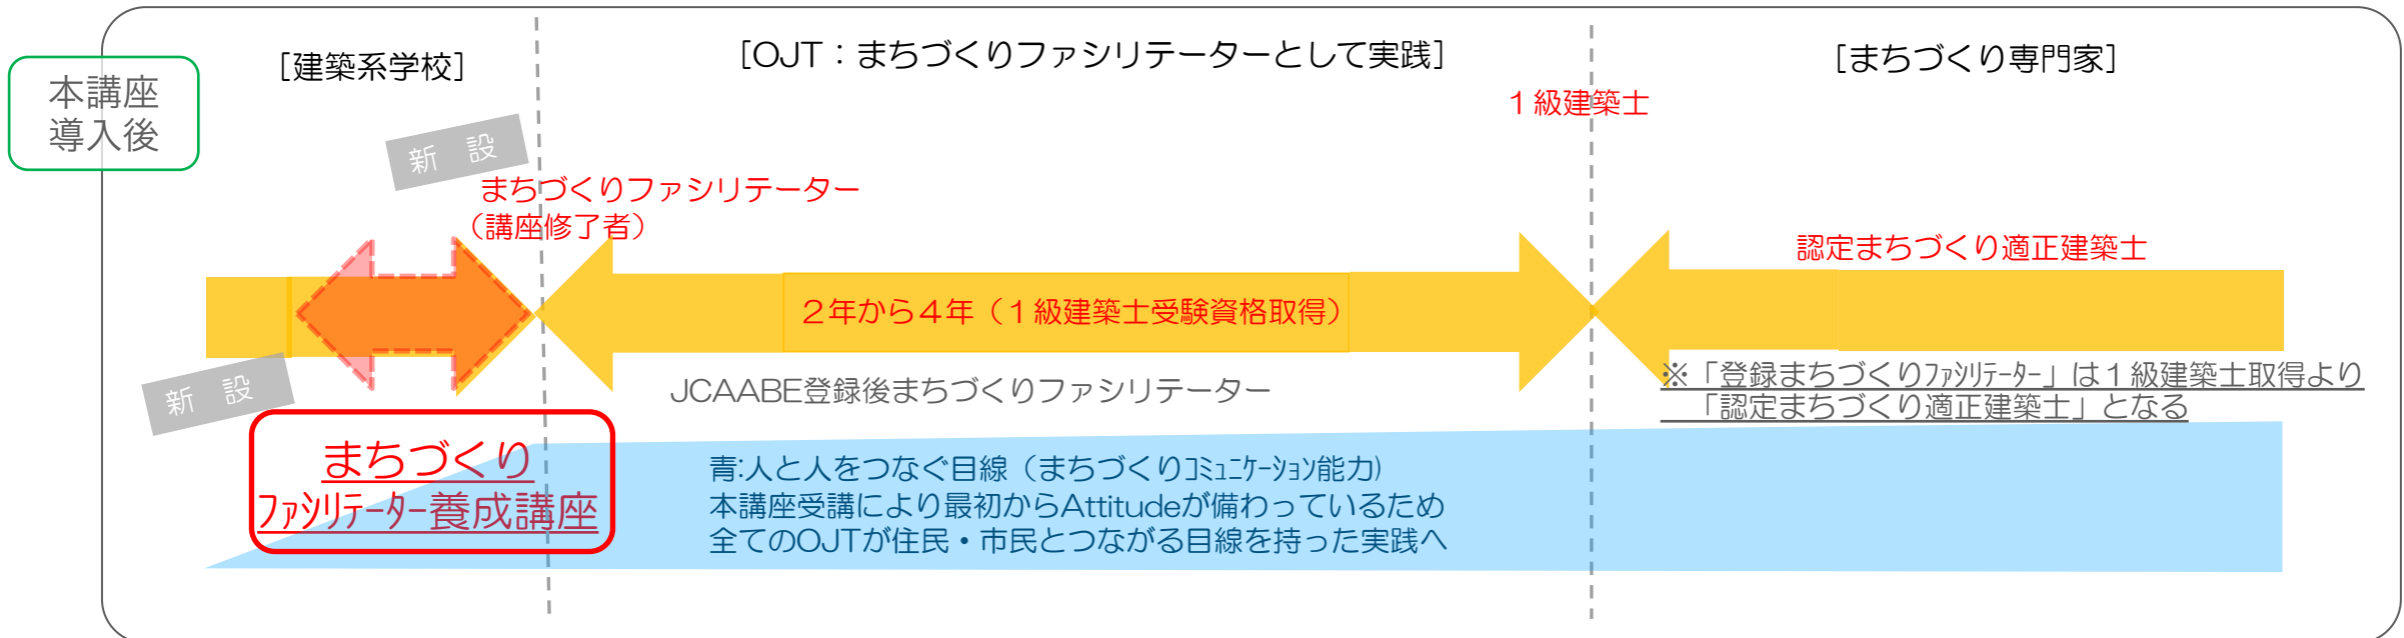 本講座
導入後
[建築系学校]
[OJT：まちづくりファシリテーターとして実践]
[まちづくり専門家]
１級建築士
新　設
まちづくりファシリテーター
（講座修了者）
認定まちづくり適正建築士
２年から４年（１級建築士受験資格取得）
新　設
JCAABE登録後まちづくりファシリテーター
※「登録まちづくりﾌｧｼﾘﾃｰﾀｰ」は１級建築士取得より
「認定まちづくり適正建築士」となる
まちづくり
ﾌｧｼﾘﾃｰﾀｰ養成講座
青:人と人をつなぐ目線（まちづくりｺﾐｭﾆｹｰｼｮﾝ能力)
本講座受講により最初からAttitudeが備わっているため
全てのOJTが住民・市民とつながる目線を持った実践へ